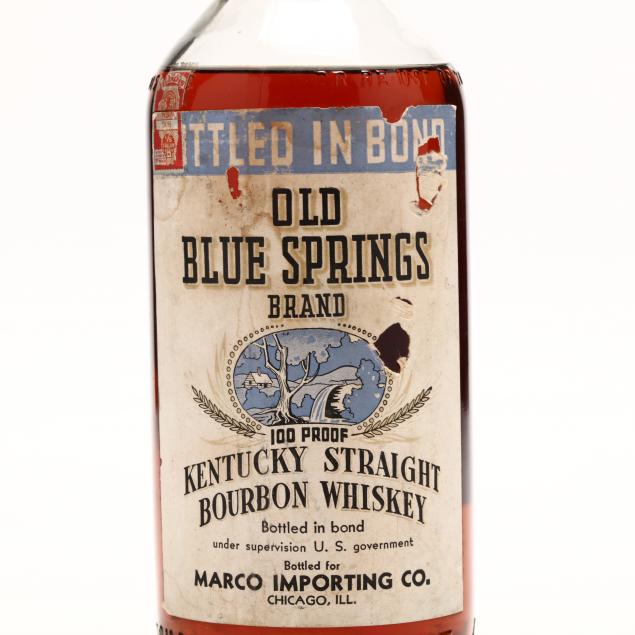 BOTTLED IN BOND
OLD
BLUE SPRINGS
BRAND
100 PROOF
KENTUCKY STRAIGHT
BOURBON WHISKEY
Bottled in bond
under supervision U. S. government
Bottled for
MARCO IMPORTING CO.
CHICAGO, ILL.